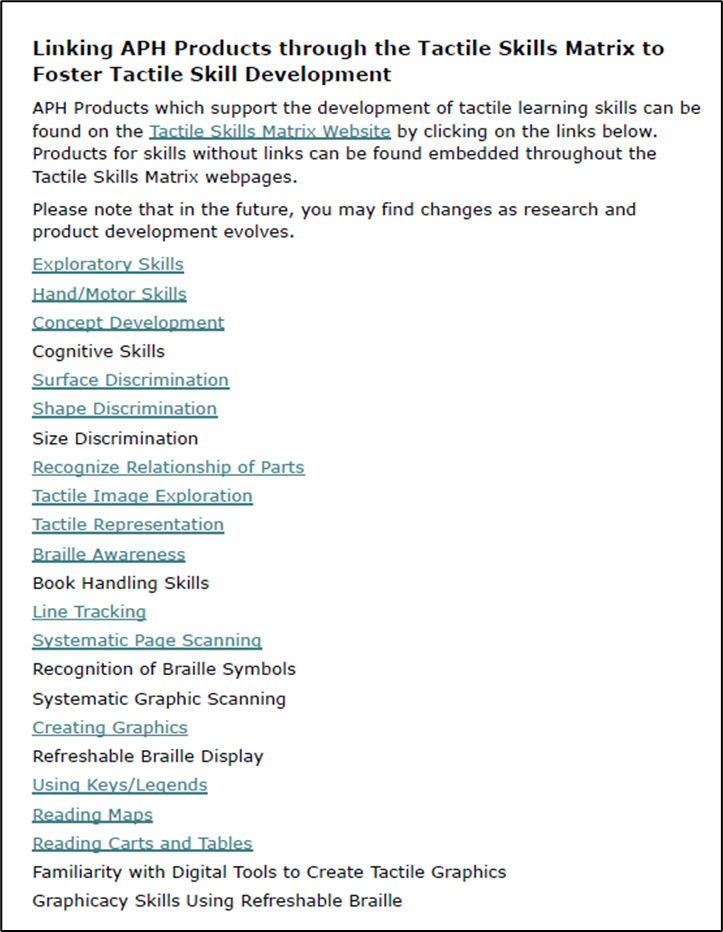 Linking APH Products through the Tactile Skills Matrix to
Foster Tactile Skill Development
APH Products which support the development of tactile learning skills can be
found on the Tactile Skills Matrix Website by clicking on the links below.
Products for skills without links can be found embedded throughout the
Tactile Skills Matrix webpages.
Please note that in the future, you may find changes as research and
product development evolves.
Exploratory Skills
Hand/Motor Skills
Concept Development
Cognitive Skills
Surface Discrimination
Shape Discrimination
Size Discrimination
Recognize Relationship of Parts
Tactile Image Exploration
Tactile Representation
Braille Awareness
Book Handling Skills
Line Tracking
Systematic Page Scanning
Recognition of Braille Symbols
Systematic Graphic Scanning
Creating Graphics
Refreshable Braille Display
Using Keys/Legends
Reading Maps
Reading Carts and Tables
Familiarity with Digital Tools to Create Tactile Graphics
Graphicacy Skills Using Refreshable Braille